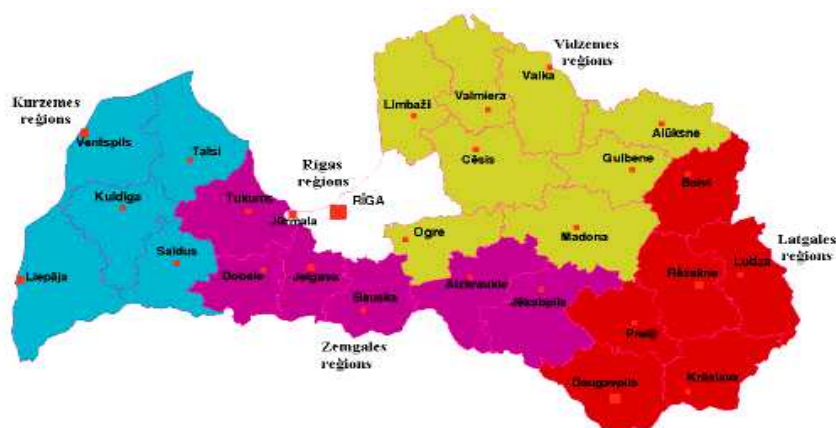 Vidzemes
reģions
Kurzemes
reģions
Valka
Valmiera
Limbaži
Alūksne
Ventspils
Talsi
Cēsis
Gulbene
Rīgas
reģions
Balvi
Kuldīga
Tukums
Jūrmala
RĪGA
Ogre
Madona
Latgales
reģions
Saldus
Liepāja
Dobele
Jelgava
Bauska
Aizkraukle
Jēkabpils
Rēzekne
Ludza
Preiļi
Zemgales
reģions
Daugavpils
Krāslava